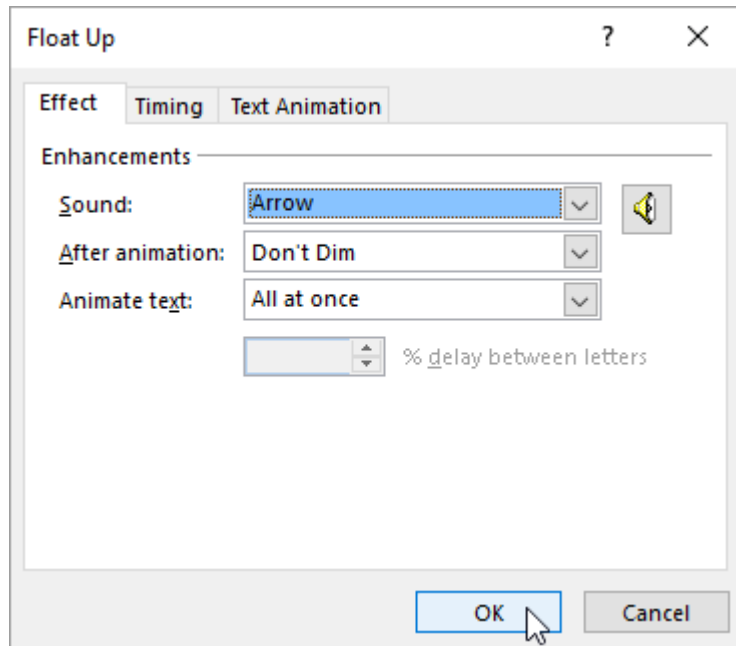 Float Up ?
Effect Timing Text Animation
Enhancements
Sound: Arrow
After animation: Don't Dim
Animate text: All at once
% delay between letters
OK Cancel